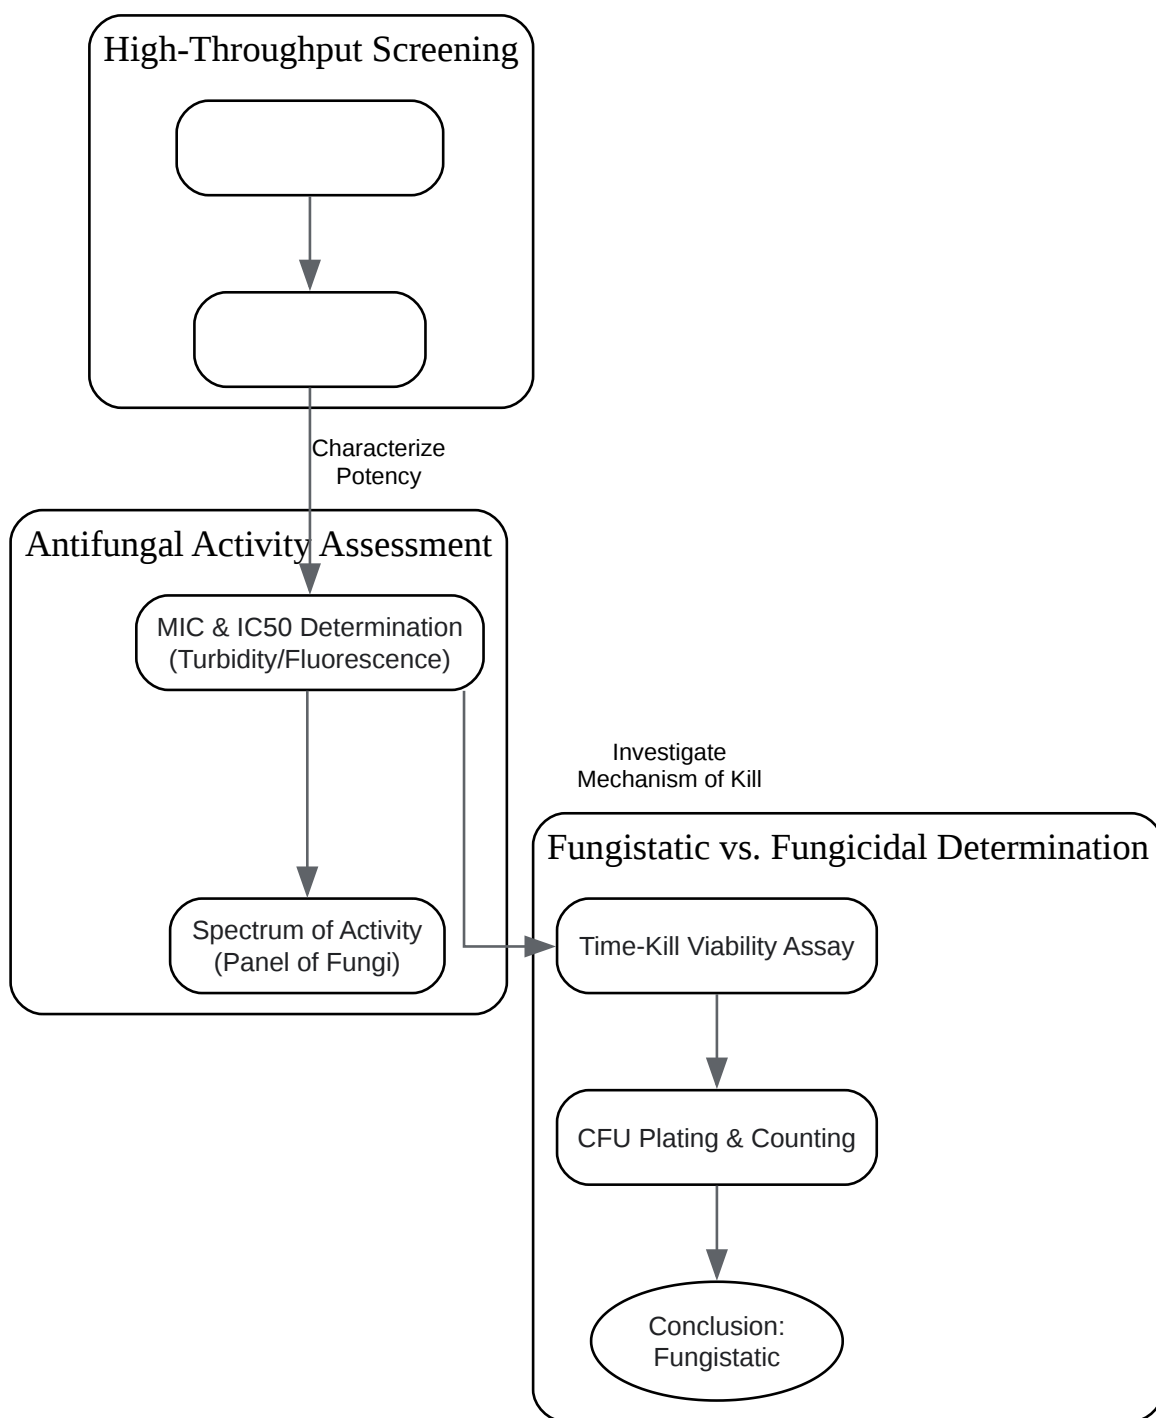 High-Throughput Screening
Characterize
Potency
Antifungal Activity Assessment
MIC & IC50 Determination
(Turbidity/Fluorescence)
Investigate
Mechanism of Kill
Fungistatic vs. Fungicidal Determination
Spectrum of Activity
(Panel of Fungi)
Time-Kill Viability Assay
CFU Plating & Counting
Conclusion:
Fungistatic